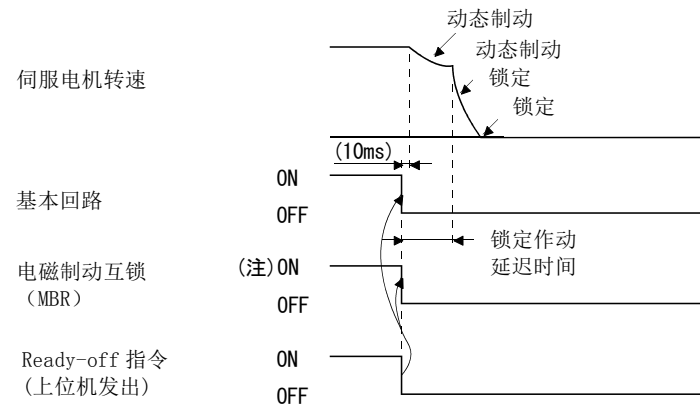 动态制动
动态制动
锁定
锁定
伺服电机转速
(10ms)
基本回路
ON
OFF
锁定作动
延迟时间
电磁制动互锁
（MBR）
(注)ON
OFF
Ready-off 指令
(上位机发出)
ON
OFF